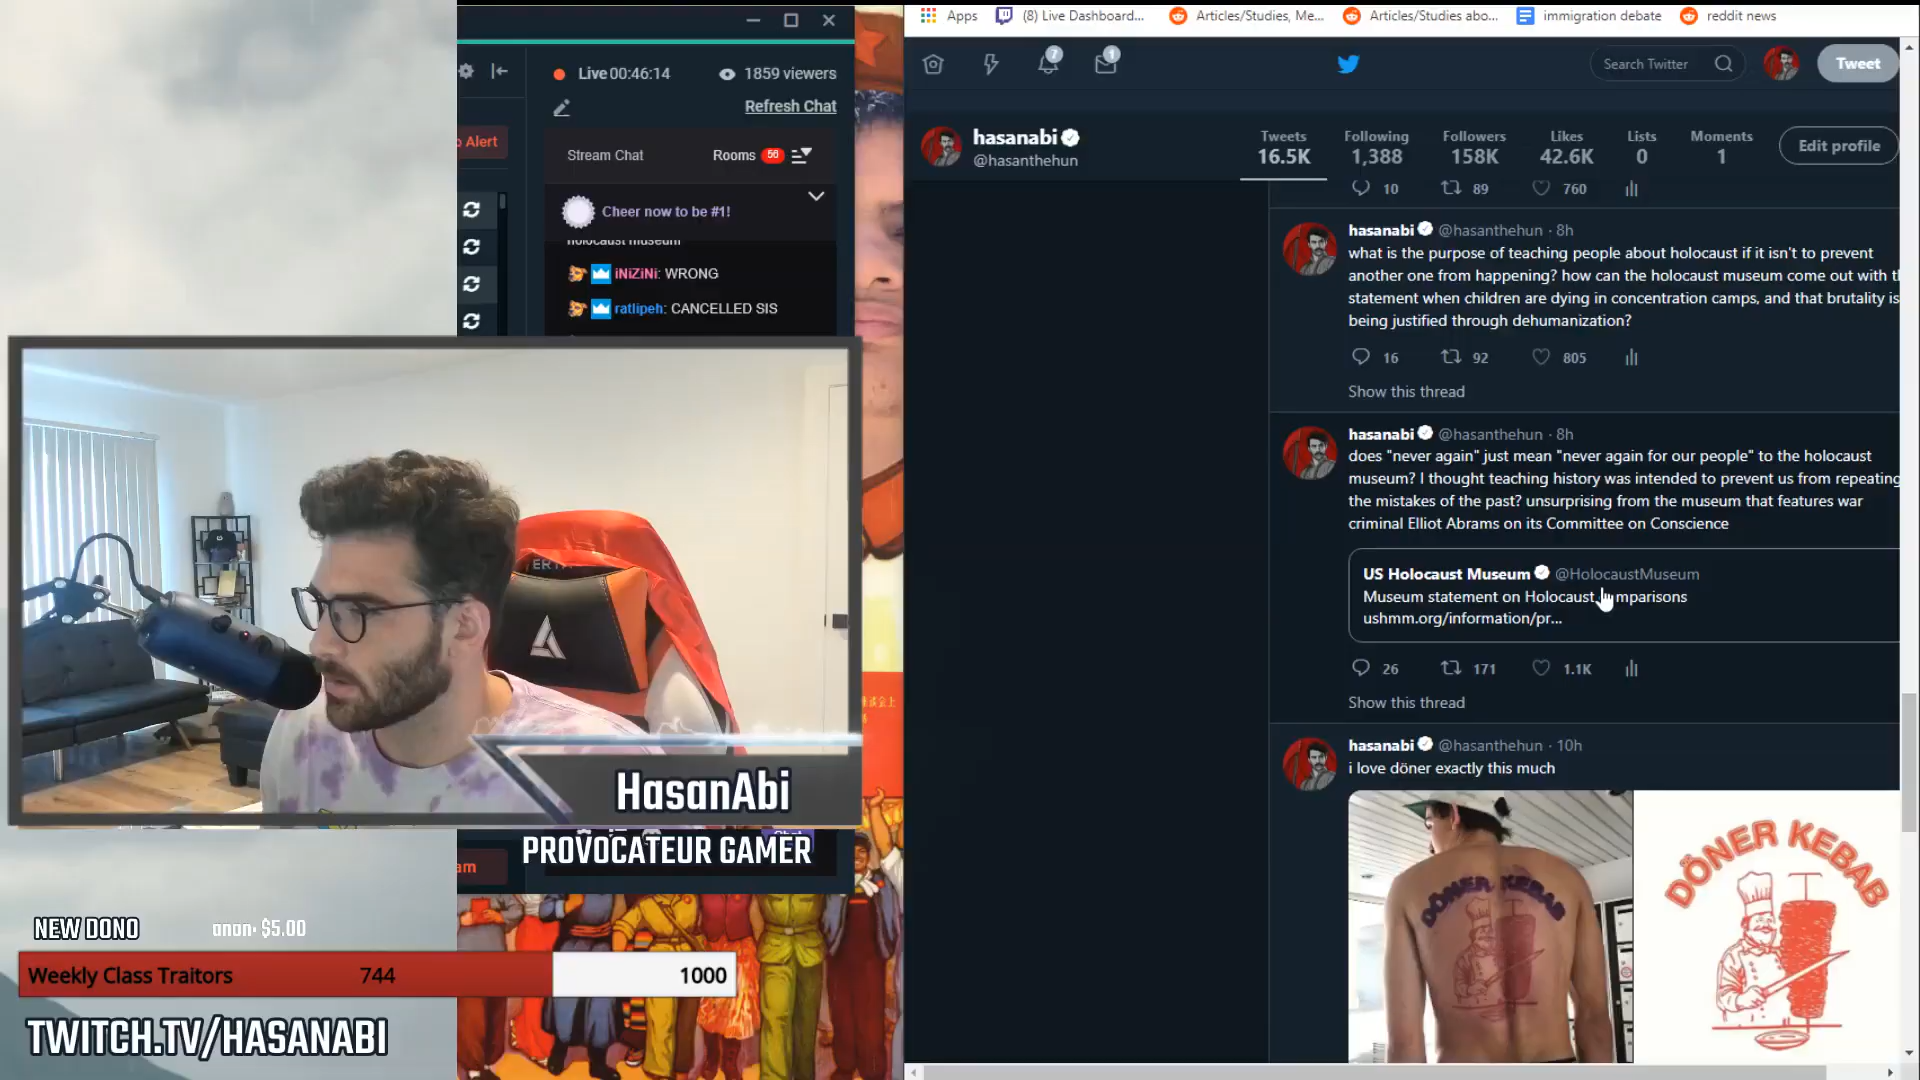 Apps
(8) Live Dashboard...
Articles/Studies, Me...
Articles/Studies abo...
immigration debate
reddit news
Live 00:46:14
1859 viewers
Refresh Chat
Alert
Stream Chat
Rooms 56
Cheer now to be #1!
holocaust museum
iNiZiNi: WRONG
ratlipeh: CANCELLED SIS
7
1
Search Twitter
Tweet
hasanabi
@hasanthehun
Tweets
16.5K
Following
1,388
Followers
158K
Likes
42.6K
Lists
0
Moments
1
Edit profile
10 89 760
hasanabi @hasanthehun · 8h
what is the purpose of teaching people about holocaust if it isn't to prevent
another one from happening? how can the holocaust museum come out with
statement when children are dying in concentration camps, and that brutality is
being justified through dehumanization?
16 92 805
Show this thread
hasanabi @hasanthehun · 8h
does "never again" just mean "never again for our people" to the holocaust
museum? I thought teaching history was intended to prevent us from repeating
the mistakes of the past? unsurprising from the museum that features war
criminal Elliot Abrams on its Committee on Conscience
US Holocaust Museum @HolocaustMuseum
Museum statement on Holocaust mparisons
ushmm.org/information/pr...
26 171 1.1K
Show this thread
hasanabi @hasanthehun · 10h
i love döner exactly this much
DÖNER KEBAB
DÖNER KEBAB
HasanAbi
PROVOCATEUR GAMER
am
NEW DONO
anon- $5.00
Weekly Class Traitors 744 1000
TWITCH.TV/HASANABI